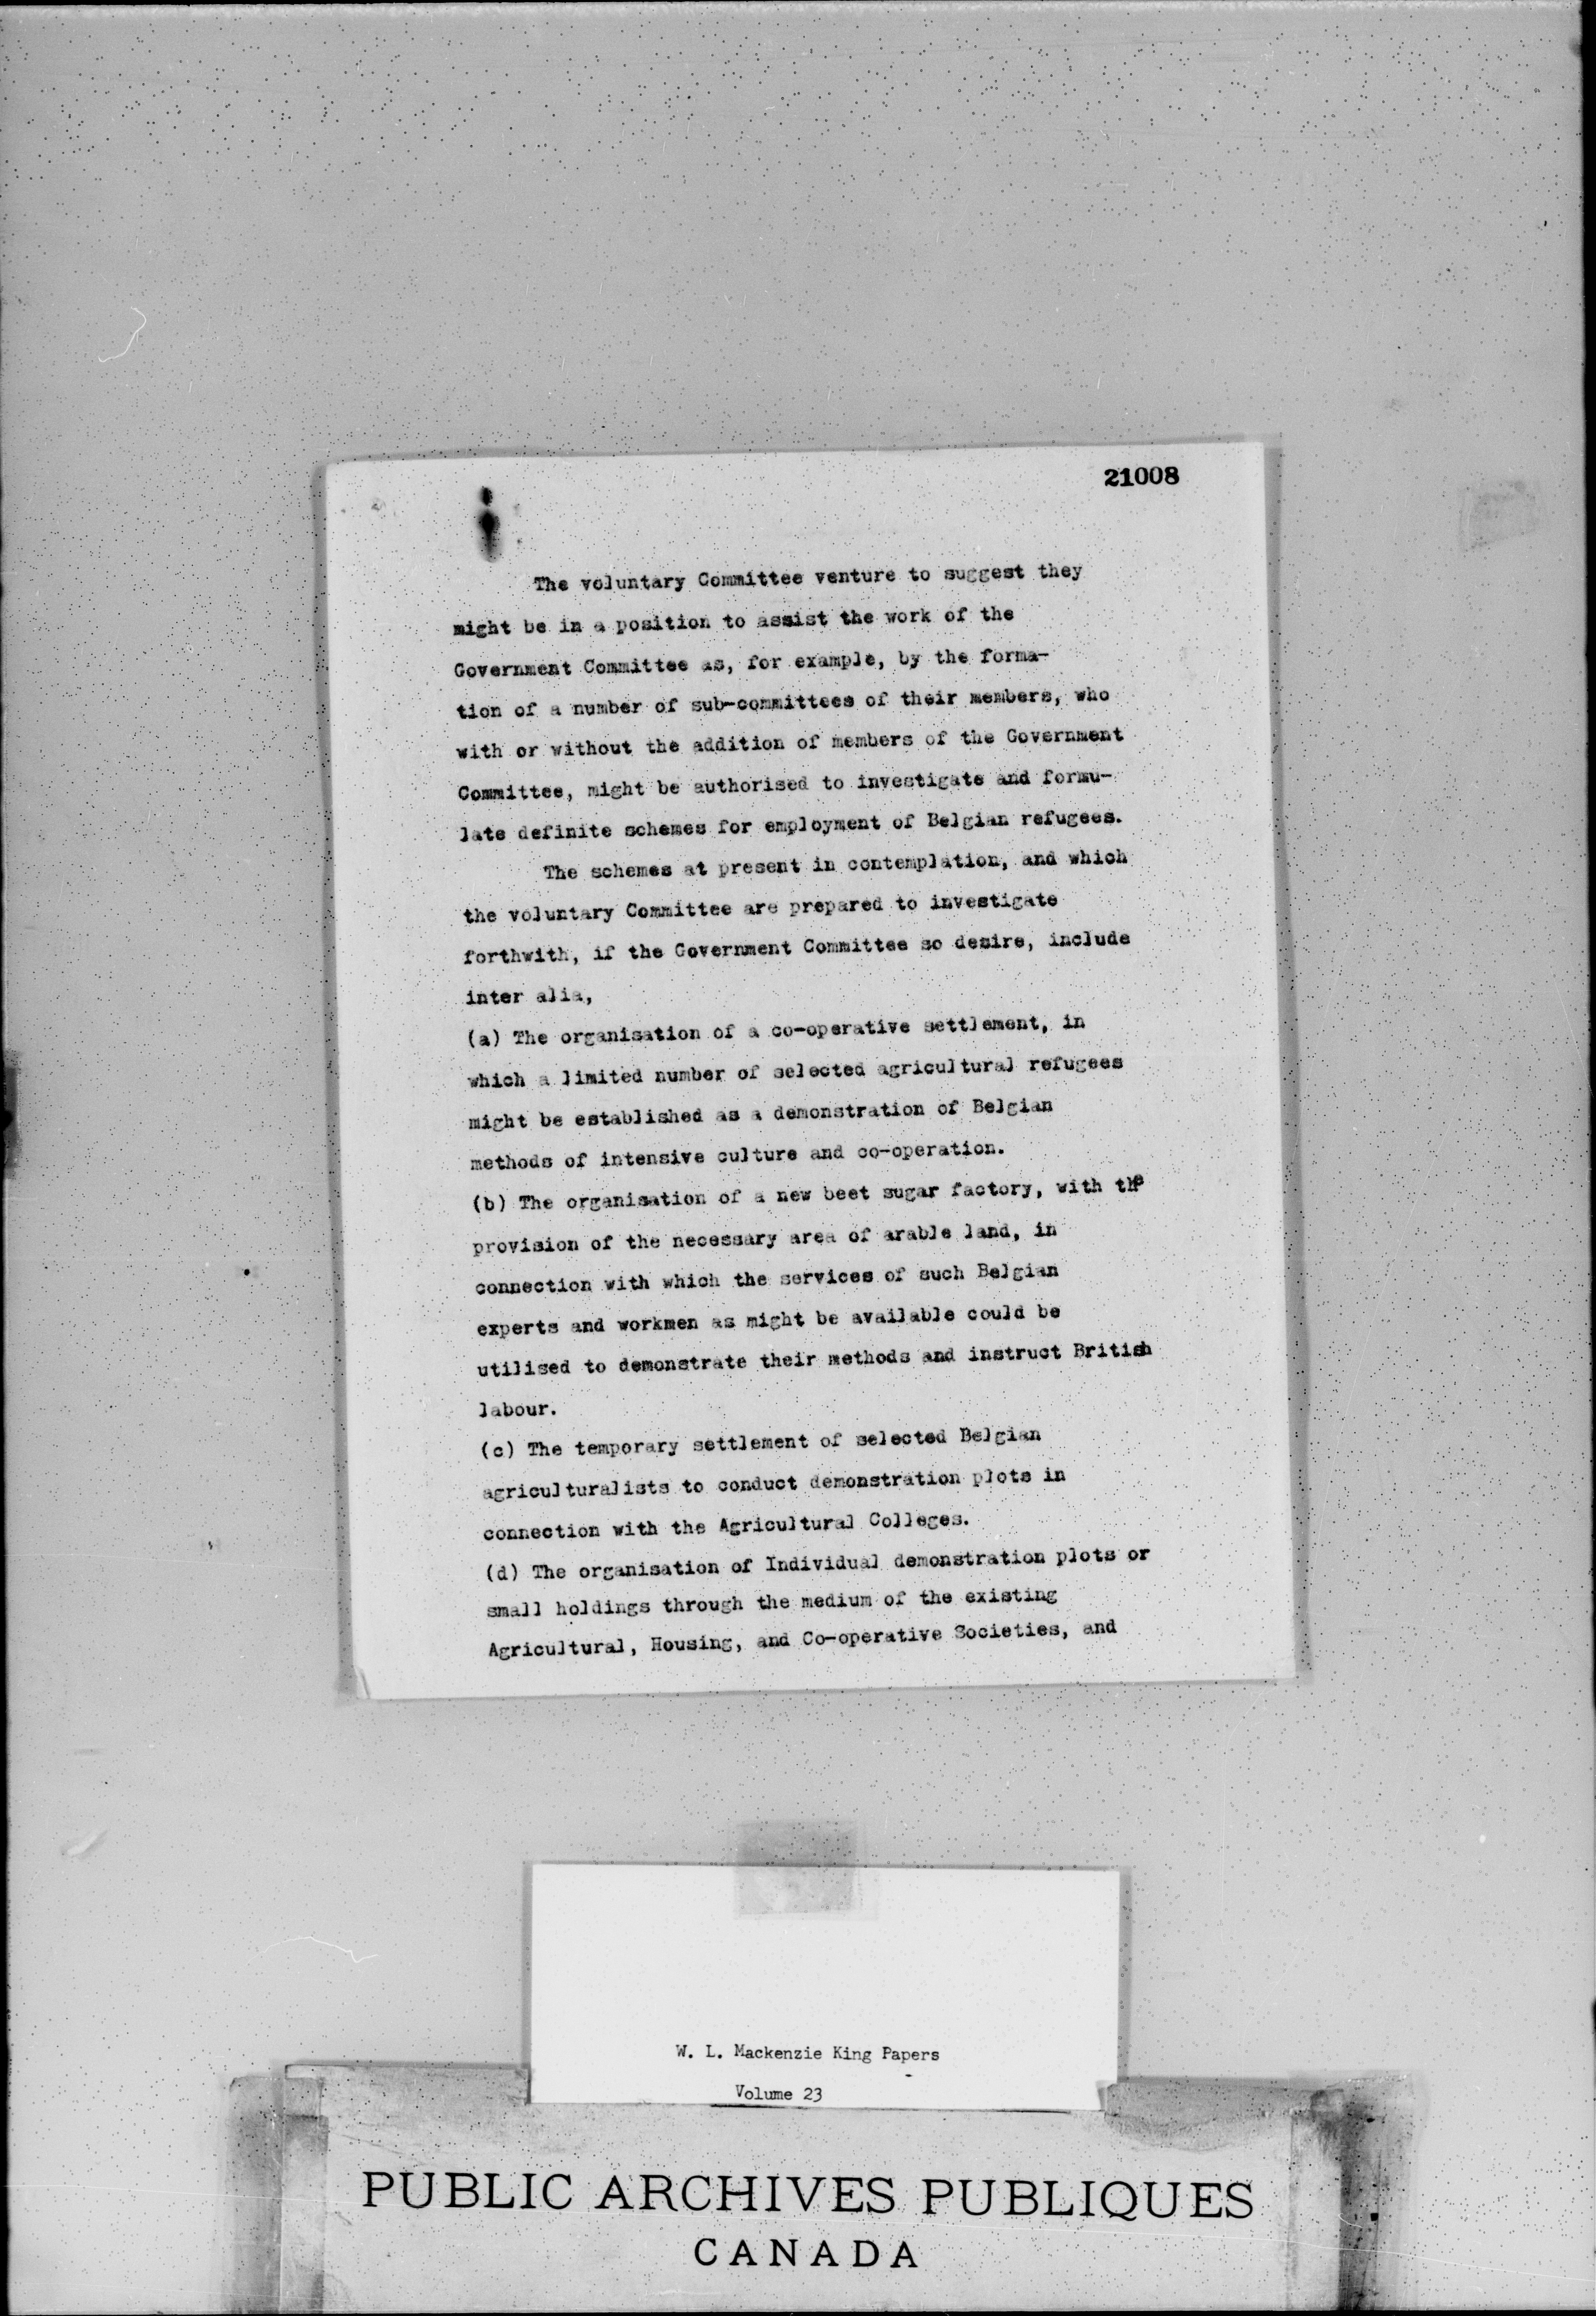 21008
The voluntary Committee venture to suggest they
might be in a position to assist the work of the
Government Committee as, for example, by the forma-
tion of a number of sub-committees of their members, who
with or without the addition of members of the Government
Committee, might be authorised to investigate and formu-
late definite schemes for employment of Belgian refugees.
The schemes at present in contemplation, and which
the voluntary Committee are prepared to investigate
forthwith, if the Government Committee so desire, include
inter alia,
(a) The organisation of a co-operative settlement, in
which a limited number of selected agricultural refugees
might be established as a demonstration of Belgian
methods of intensive culture and co-operation.
(b) The organisation of a new beet sugar factory, with the
provision of the necessary area of arable land, in
connection with which the services of such Belgian
experts and workmen as might be available could be
utilised to demonstrate their methods and instruct British
labour.
(c) The temporary settlement of selected Belgian
agriculturalists to conduct demonstration plots in
connection with the Agricultural Colleges.
(d) The organisation of Individual demonstration plots or
small holdings through the medium of the existing
Agricultural, Housing, and Co-operative Societies, and
W. L. Mackenzie King Papers
Volume 23
PUBLIC ARCHIVES PUBLIQUES
CANADA